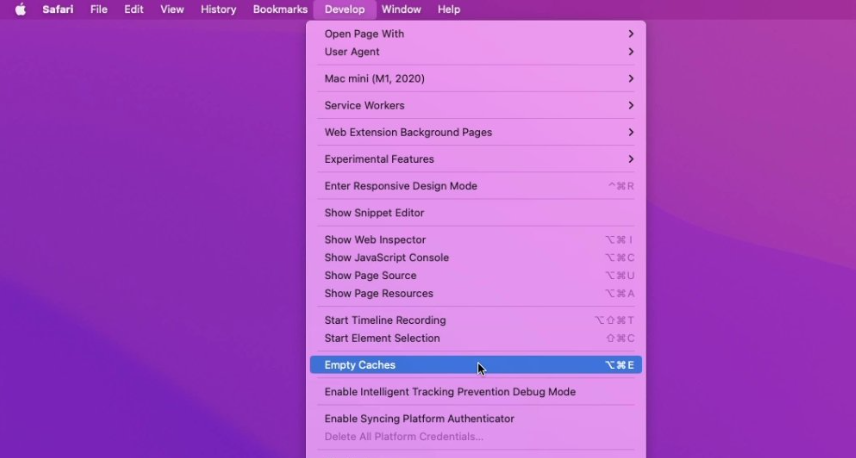 Safari File Edit View History Bookmarks Develop Window Help
Open Page With
User Agent
Mac mini (M1, 2020)
Service Workers
Web Extension Background Pages
Experimental Features
Enter Responsive Design Mode ⌃⌘R
Show Snippet Editor
Show Web Inspector ⌥⌘I
Show JavaScript Console ⌥⌘C
Show Page Source ⌥⌘U
Show Page Resources ⌥⌘A
Start Timeline Recording ⌥⇧⌘T
Start Element Selection ⇧⌘C
Empty Caches ⌥⌘E
Enable Intelligent Tracking Prevention Debug Mode
Enable Syncing Platform Authenticator
Delete All Platform Credentials...